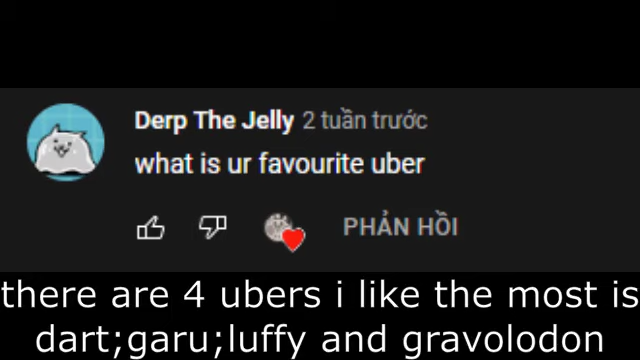 Derp The Jelly 2 tuần trước
what is ur favourite uber
PHẢN HỒI
there are 4 ubers i like the most is
dart;garu;luffy and gravolodon